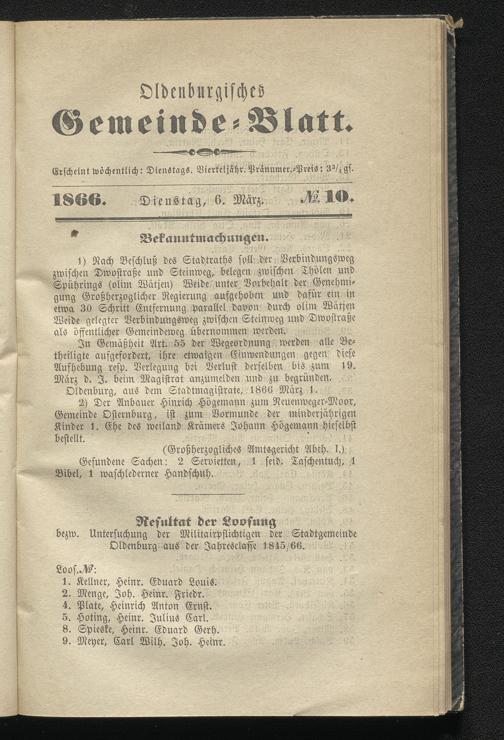 Oldenburgisches
Gemeinde-Blatt.
Erscheint wöchentlich: Dienstags. Vierteljähr. Pränumer.-Preis: 3¾ gs.
1866. Dienstag, 6. März. № 10.
Bekanntmachungen.
1) Nach Beschluß des Stadtraths soll der Verbindungsweg
zwischen Dwostraße und Steinweg, belegen zwischen Thölen und
Spührings (olim Wätjen) Weide unter Vorbehalt der Genehmi-
gung Großherzoglicher Regierung aufgehoben und dafür ein in
etwa 30 Schritt Entfernung parallel davon durch olim Wätjen
Weide gelegter Verbindungsweg zwischen Steinweg und Dwostraße
als öffentlicher Gemeindeweg übernommen werden.
In Gemäßheit Art. 55 der Wegeordnung werden alle Be-
theiligte aufgefordert, ihre etwaigen Einwendungen gegen diese
Aufhebung resp. Verlegung bei Verlust derselben bis zum 19.
März d. J. beim Magistrat anzumelden und zu begründen.
Oldenburg, aus dem Stadtmagistrate, 1866 März 1.
2) Der Anbauer Hinrich Högemann zum Neuenweger-Moor,
Gemeinde Osternburg, ist zum Vormunde der minderjährigen
Kinder 1. Ehe des weiland Krämers Johann Högemann hieselbst
bestellt.
(Großherzogliches Amtsgericht Abth. I.)
Gefundene Sachen: 2 Servietten, 1 seid. Taschentuch, 1
Bibel, 1 waschlederner Handschuh.
Resultat der Loosung
bezw. Untersuchung der Militairpflichtigen der Stadtgemeinde
Oldenburg aus der Jahresclasse 1845/66.
Loos.№:
1. Kellner, Heinr. Eduard Louis.
2. Menge, Joh. Heinr. Friedr.
4. Plate, Heinrich Anton Ernst.
5. Hoting, Heinr. Julius Carl.
8. Spieske, Heinr. Eduard Gerh.
9. Meyer, Carl Wilh. Joh. Heinr.